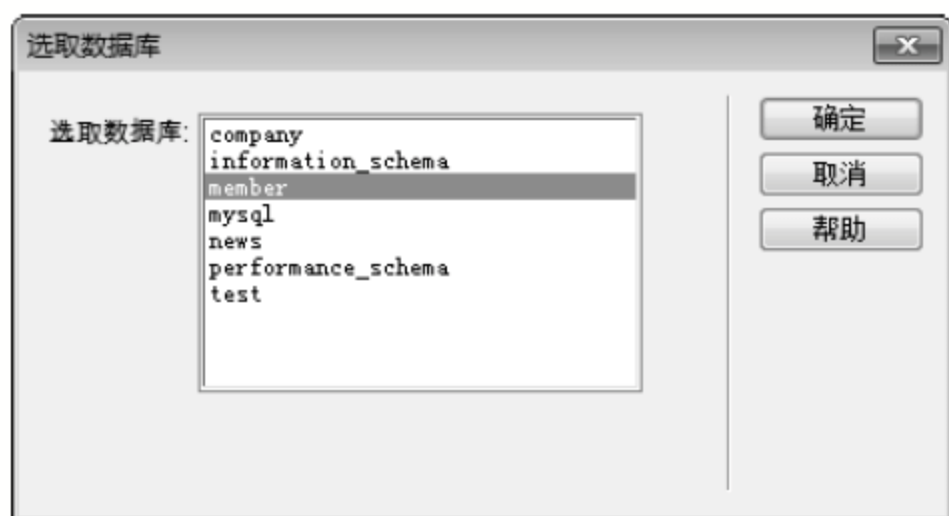 选取数据库
选取数据库:
company
information_schema
member
mysql
news
performance_schema
test
确定
取消
帮助